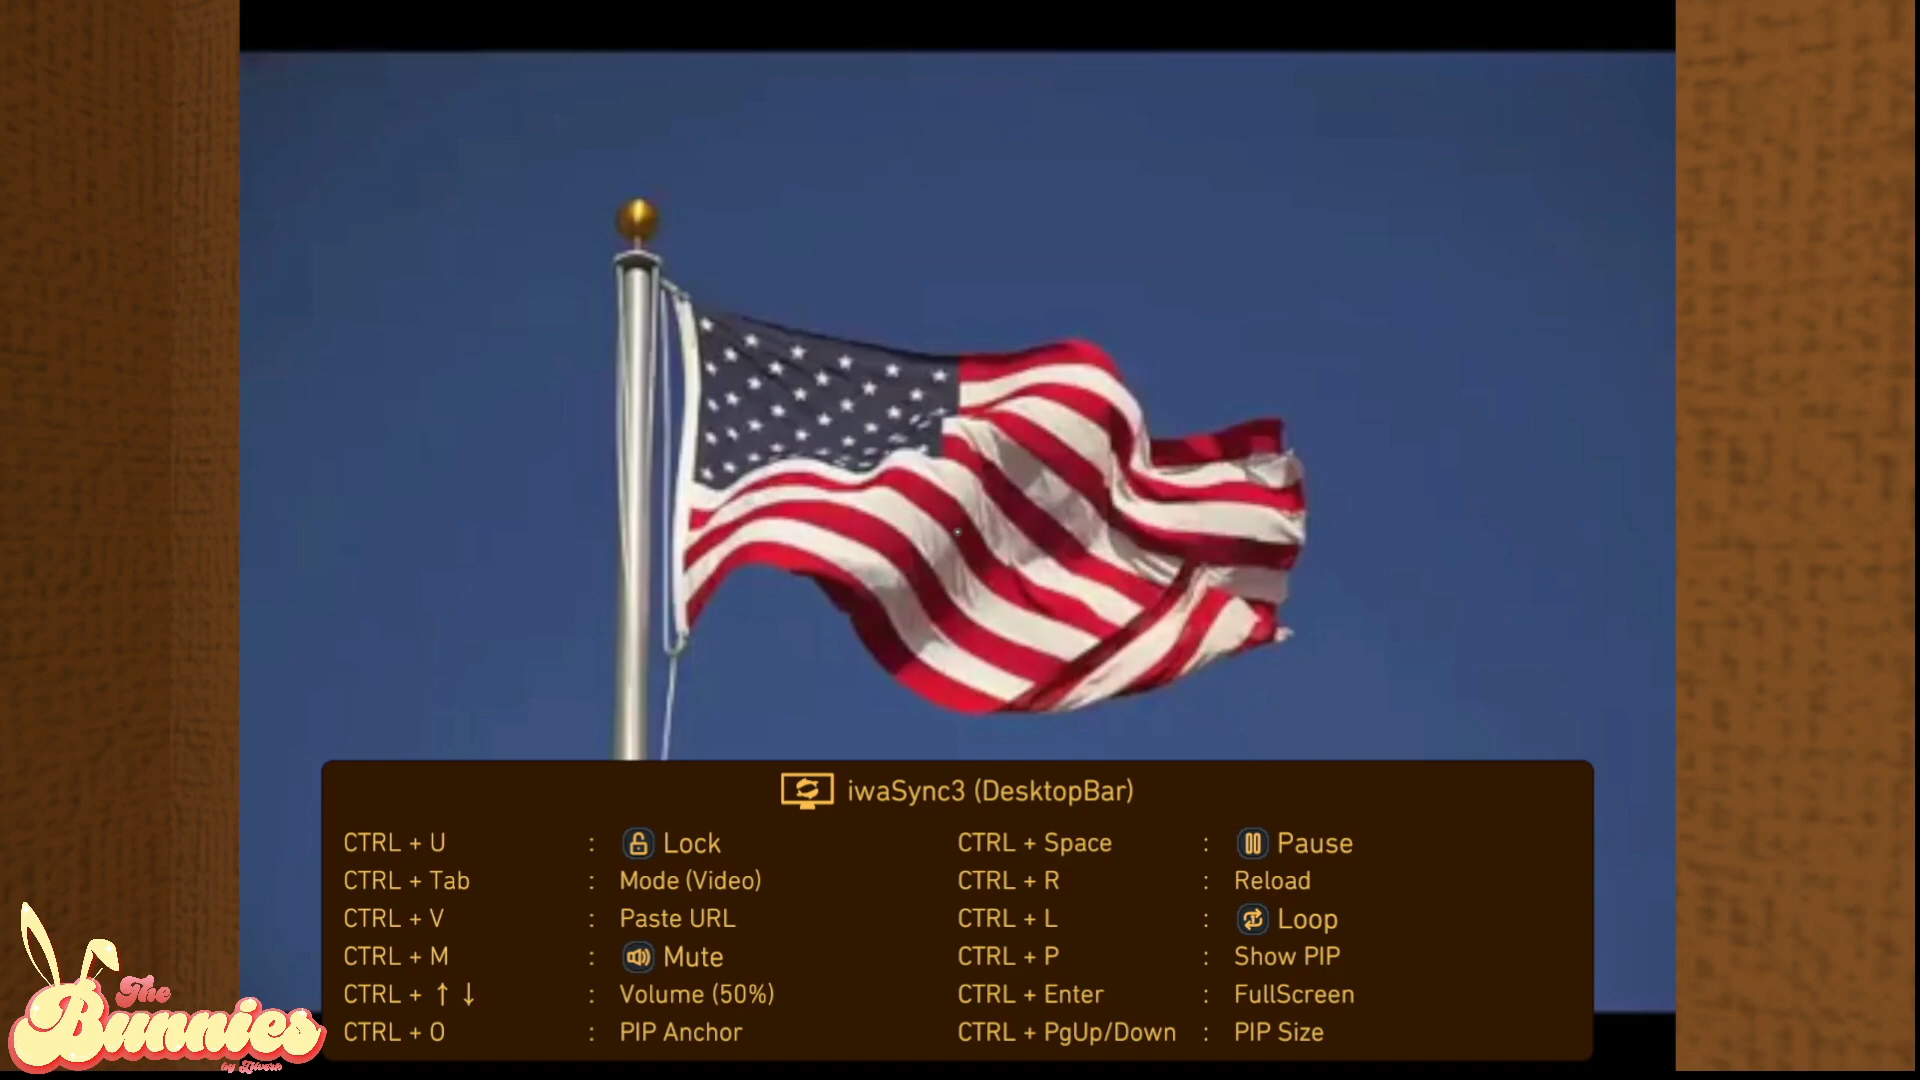 iwaSync3 (DesktopBar)
CTRL + U : Lock
CTRL + Tab : Mode (Video)
CTRL + V : Paste URL
CTRL + M : Mute
CTRL + ↑ ↓ : Volume (50%)
CTRL + O : PIP Anchor
CTRL + Space : Pause
CTRL + R : Reload
CTRL + L : Loop
CTRL + P : Show PIP
CTRL + Enter : FullScreen
CTRL + PgUp/Down : PIP Size
The
Bunnies